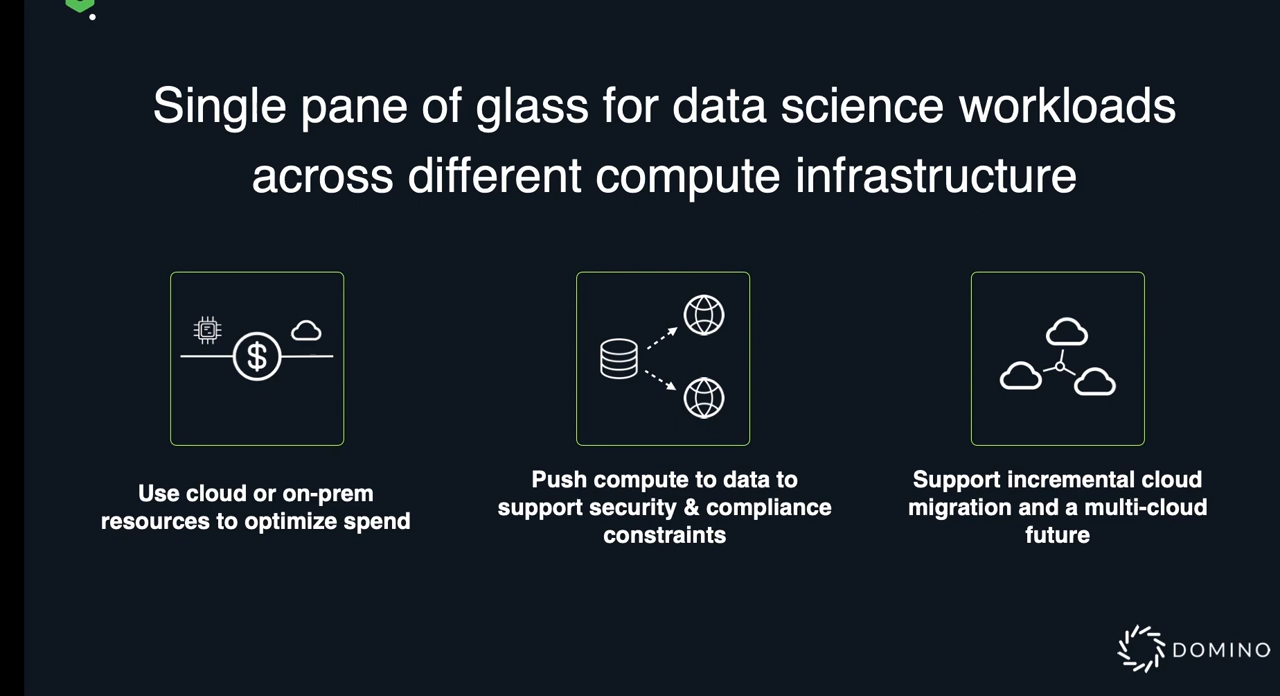 Single pane of glass for data science workloads
across different compute infrastructure
$
Use cloud or on-prem
resources to optimize spend
Push compute to data to
support security & compliance
constraints
Support incremental cloud
migration and a multi-cloud
future
DOMINO